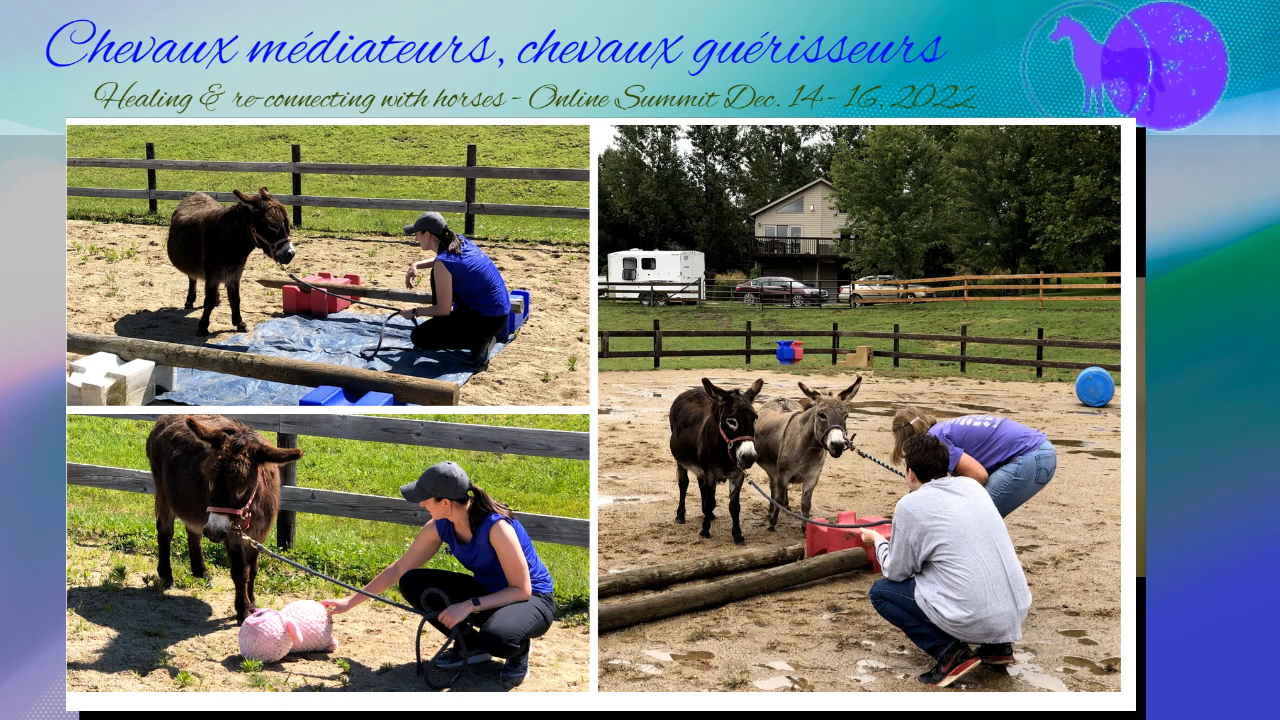 Chevaux médiateurs, chevaux guérisseurs
Healing & re-connecting with horses - Online Summit Dec. 14- 16, 2022